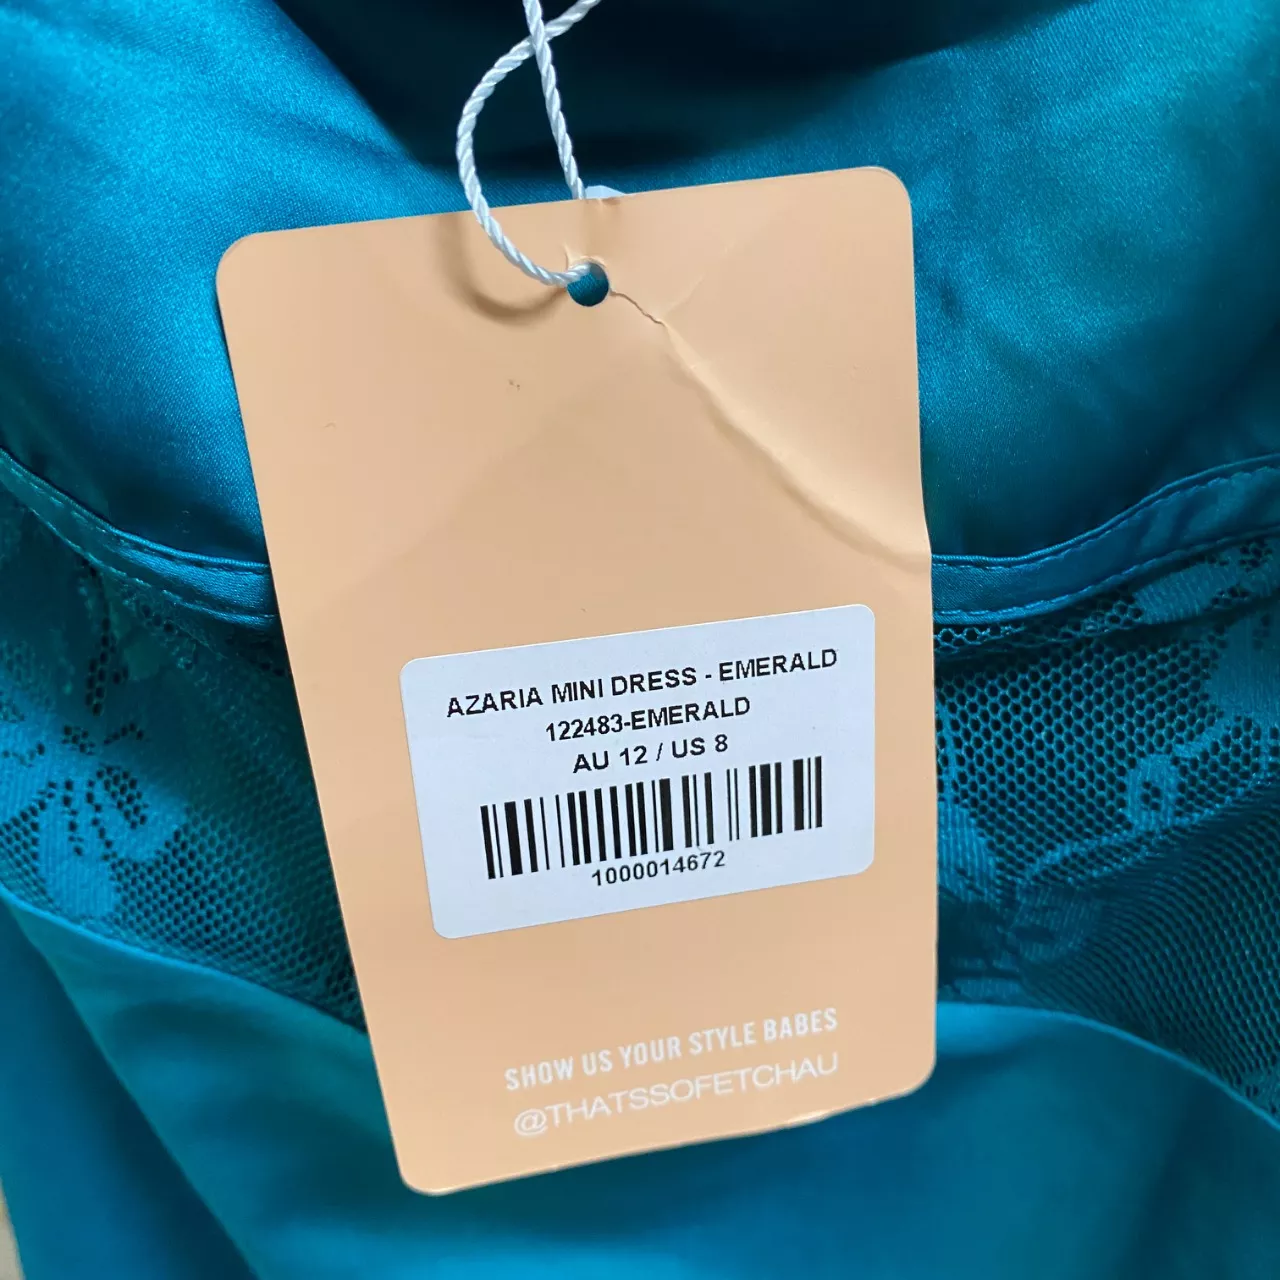 AZARIA MINI DRESS - EMERALD
122483-EMERALD
AU 12 / US 8
1000014672
SHOW US YOUR STYLE BABES
@THATSSOFETCHAU